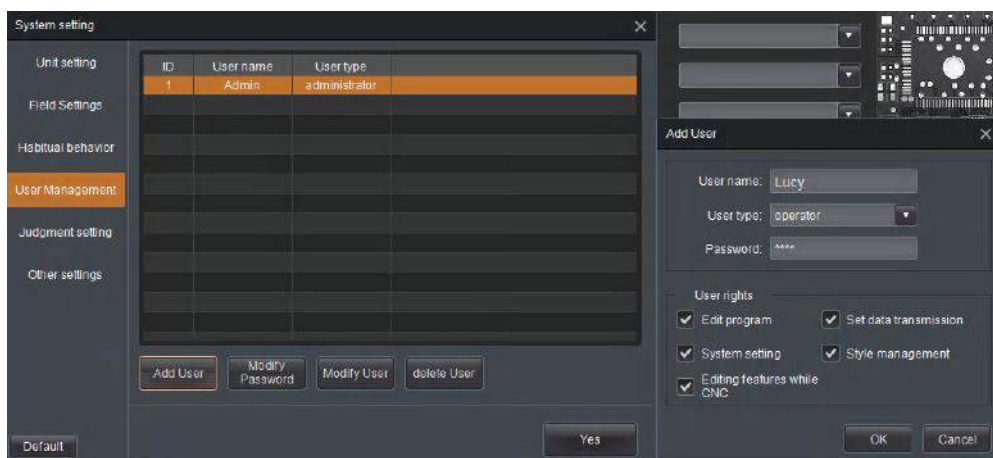 System setting
Unit setting
Field Settings
Habitual behavior
User Management
Judgment setting
Other settings
Default
ID User name User type
1 Admin administrator
Add User
Modify
Password
Modify User
delete User
Yes
Add User
User name: Lucy
User type: operator
Password: ****
User rights
Edit program
Set data transmission
System setting
Style management
Editing features while
CNC
OK
Cancel